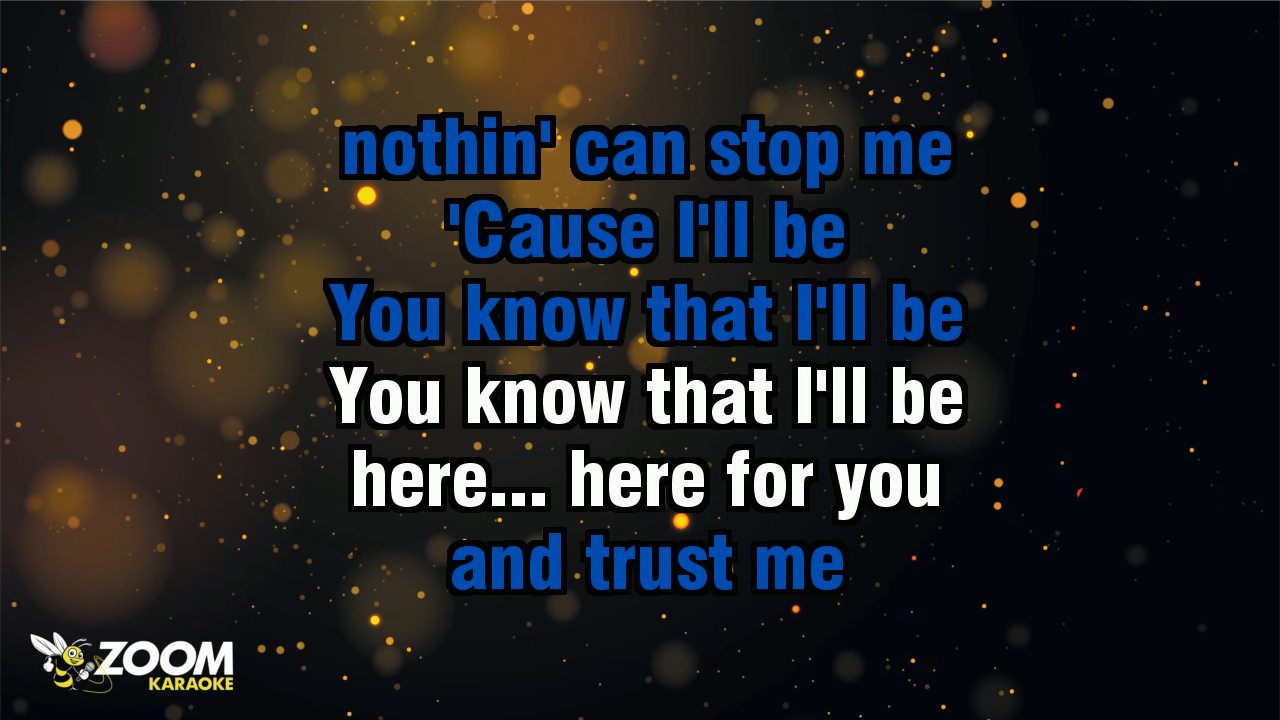 nothin' can stop me
'Cause I'll be
You know that I'll be
You know that I'll be
here... here for you
and trust me
ZOOM
KARAOKE